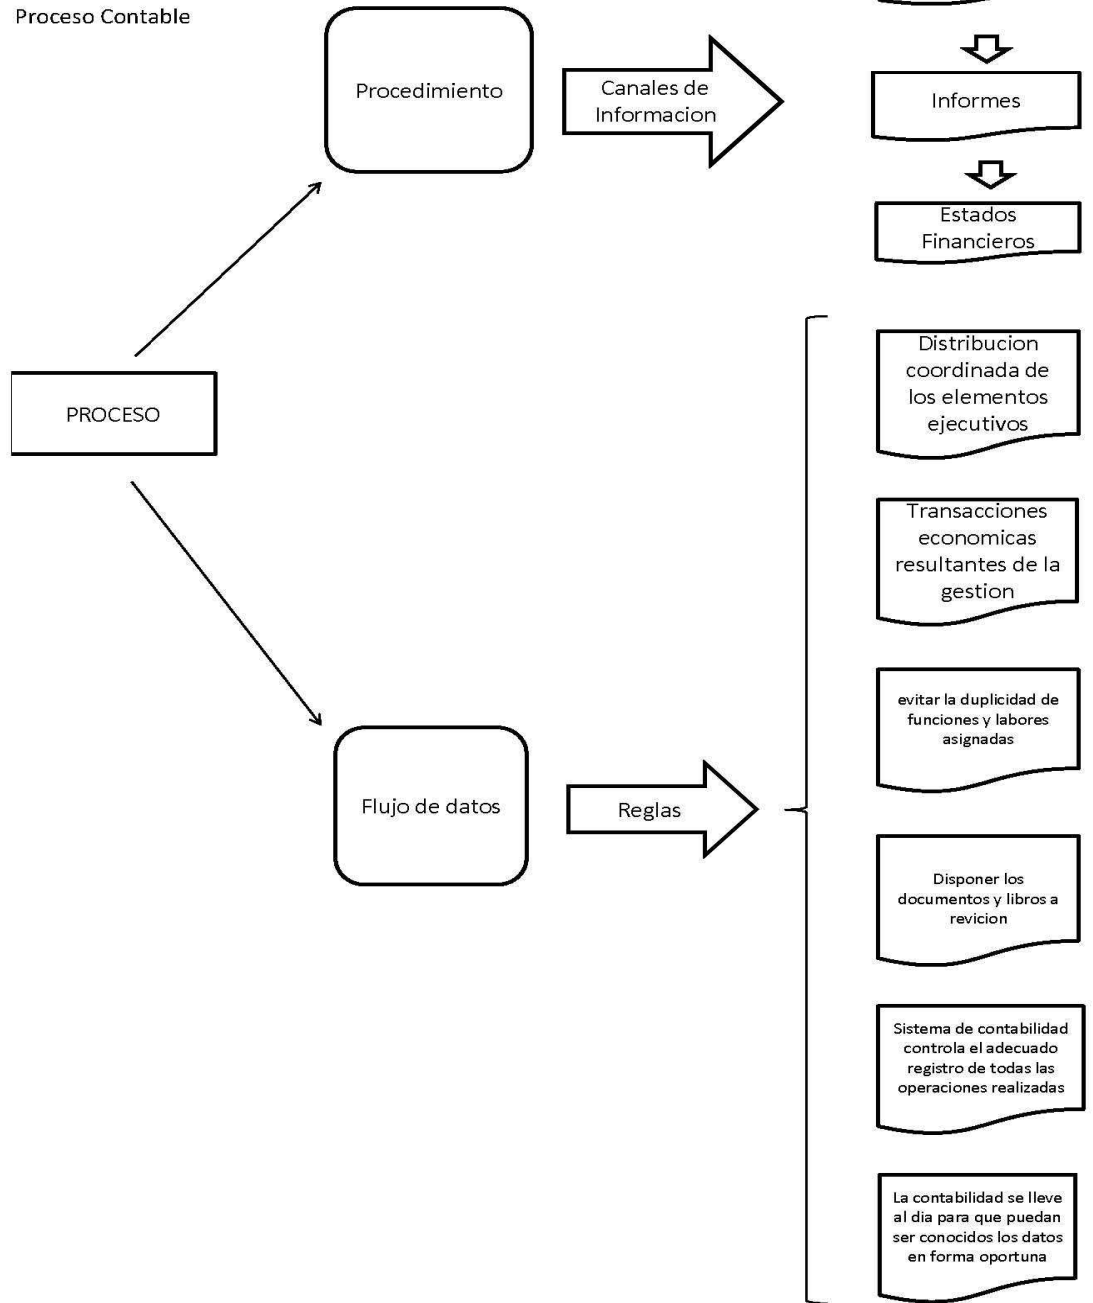 Proceso Contable
Procedimiento
Canales de
Informacion
Informes
Estados
Financieros
PROCESO
Distribucion
coordinada de
los elementos
ejecutivos
Transacciones
economicas
resultantes de la
gestion
evitar la duplicidad de
funciones y labores
asignadas
Flujo de datos
Reglas
Disponer los
documentos y libros a
revicion
Sistema de contabilidad
controla el adecuado
registro de todas las
operaciones realizadas
La contabilidad se lleve
al dia para que puedan
ser conocidos los datos
en forma oportuna